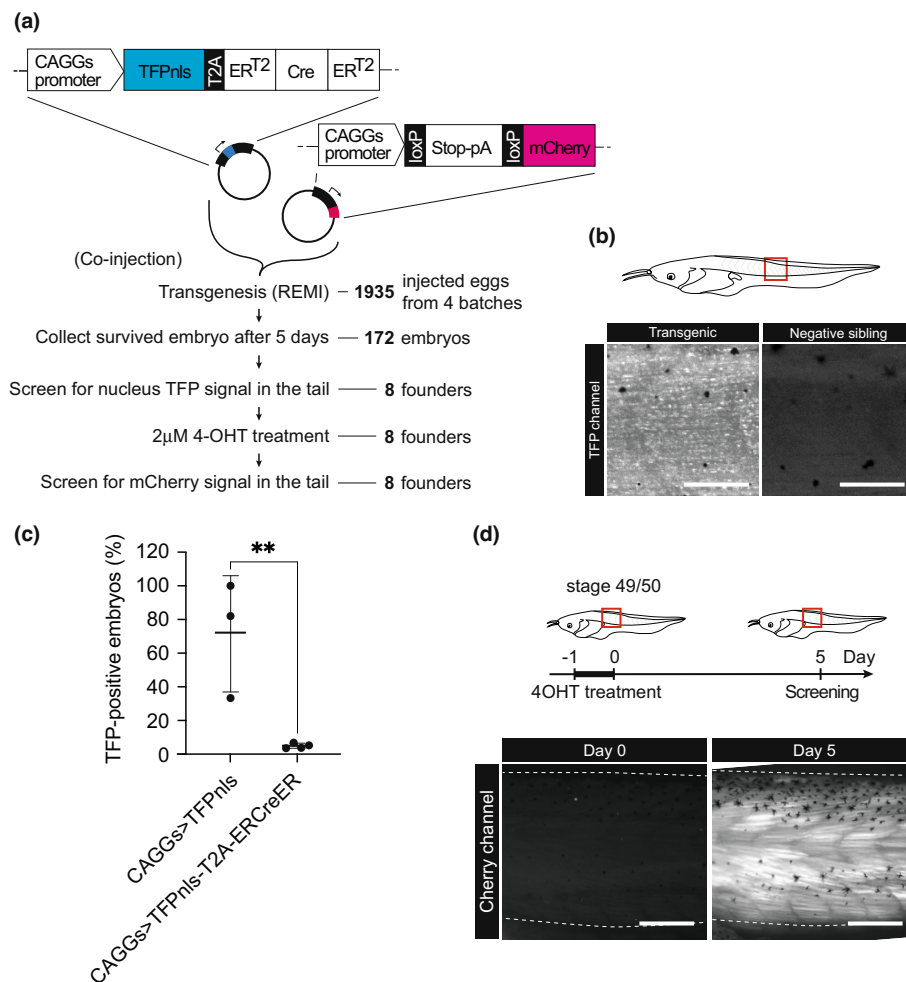 (a)
CAGGs promoter
TFPnls
T2A
ER^T2
Cre
ER^T2
CAGGs promoter
loxP
Stop-pA
loxP
mCherry
(Co-injection)
Transgenesis (REMI) — 1935 injected eggs from 4 batches
Collect survived embryo after 5 days — 172 embryos
Screen for nucleus TFP signal in the tail — 8 founders
2μM 4-OHT treatment — 8 founders
Screen for mCherry signal in the tail — 8 founders
(b)
Transgenic
Negative sibling
TFP channel
(c)
TFP-positive embryos (%)
**
120
100
80
60
40
20
0
CAGGs>TFPnls
CAGGs>TFPnls-T2A-ERCreER
(d)
stage 49/50
-1 0 5 Day
4OHT treatment Screening
Day 0
Day 5
Cherry channel